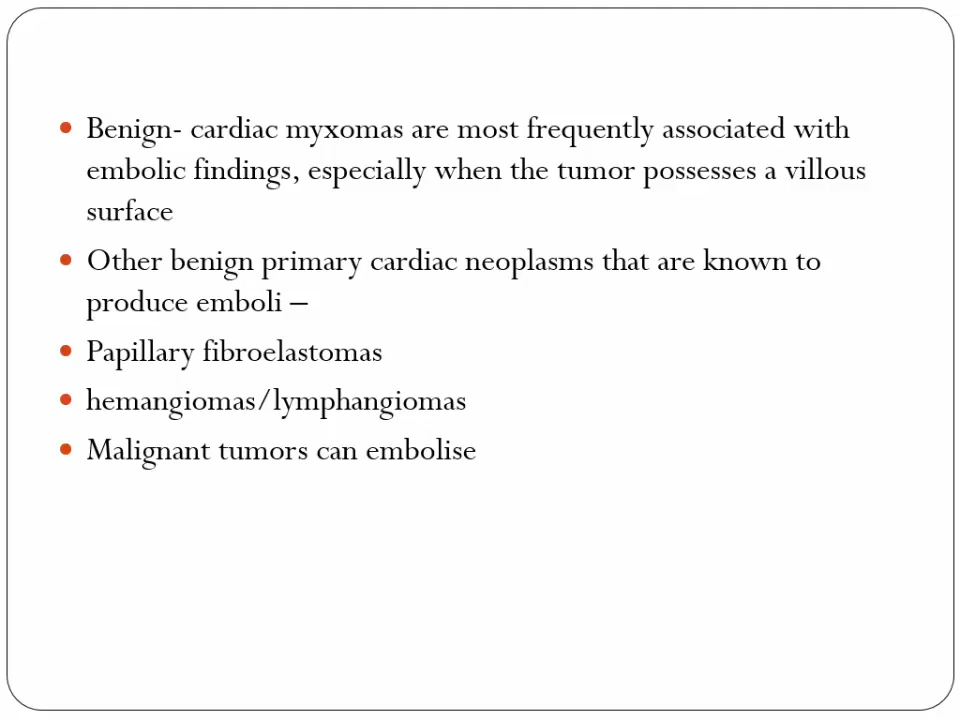 • Benign- cardiac myxomas are most frequently associated with
embolic findings, especially when the tumor possesses a villous
surface
• Other benign primary cardiac neoplasms that are known to
produce emboli –
• Papillary fibroelastomas
• hemangiomas/lymphangiomas
• Malignant tumors can embolise